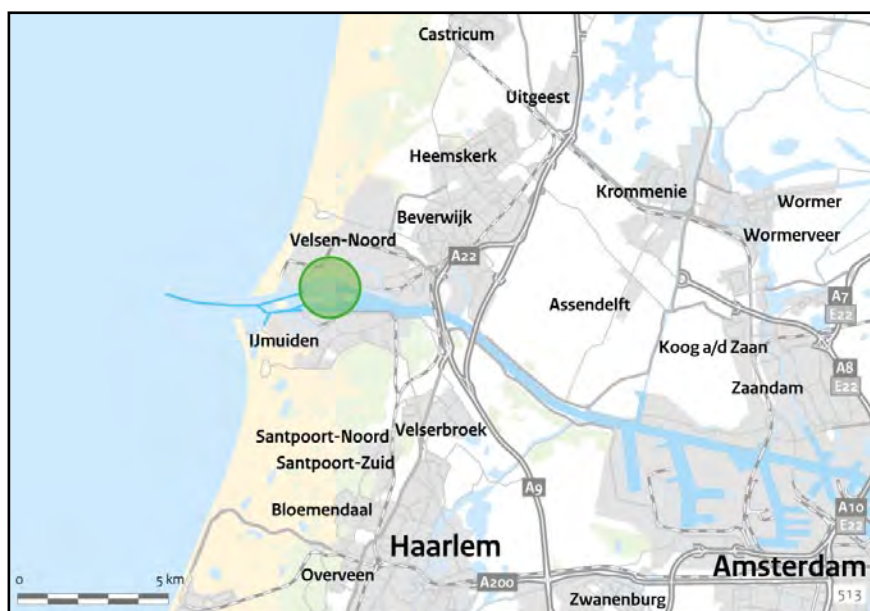 Castricum
Uitgeest
Heemskerk
Krommenie
Wormer
Beverwijk
Wormerveer
Velsen-Noord
A22
A7
E22
Assendelft
IJmuiden
Koog a/d Zaan
A8
E22
Zaandam
Velserbroek
Santpoort-Noord
Santpoort-Zuid
A9
Bloemendaal
A10
E22
Haarlem
Amsterdam
Overveen
A200
0
5 km
Zwanenburg
513